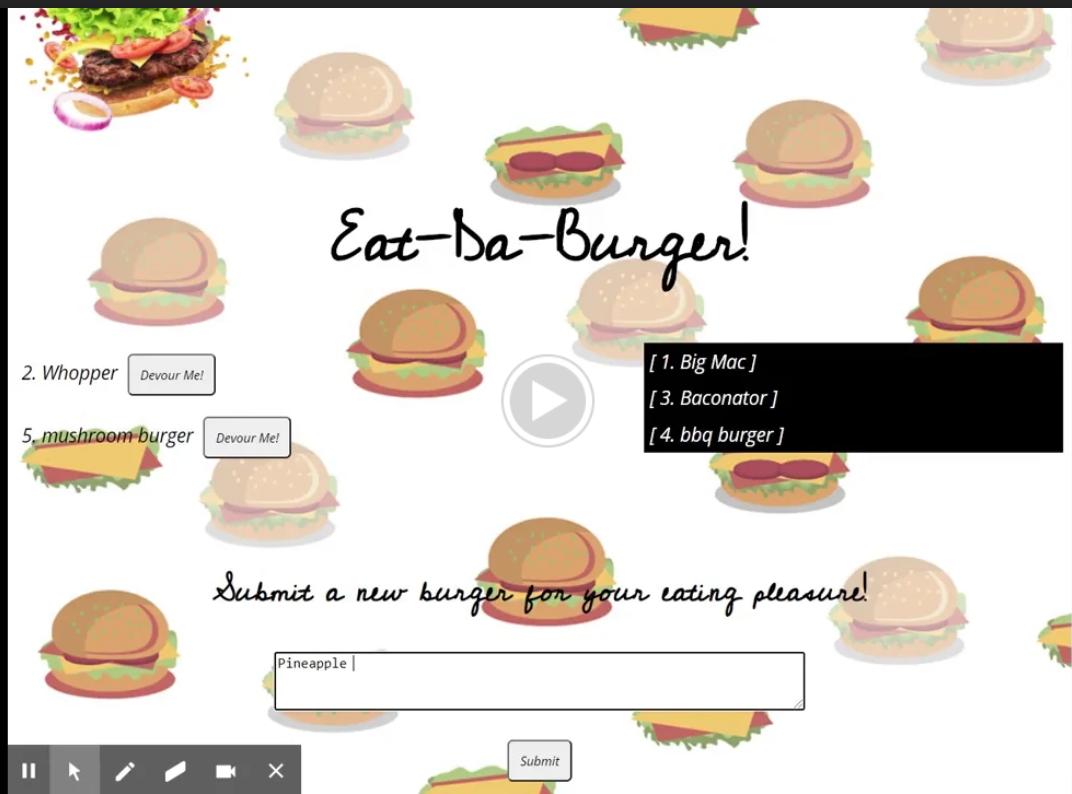 Eat-Da-Burger!
2. Whopper Devour Me!
5. mushroom burger Devour Me!
[ 1. Big Mac ]
[ 3. Baconator ]
[ 4. bbq burger ]
Submit a new burger for your eating pleasure!
Pineapple
Submit